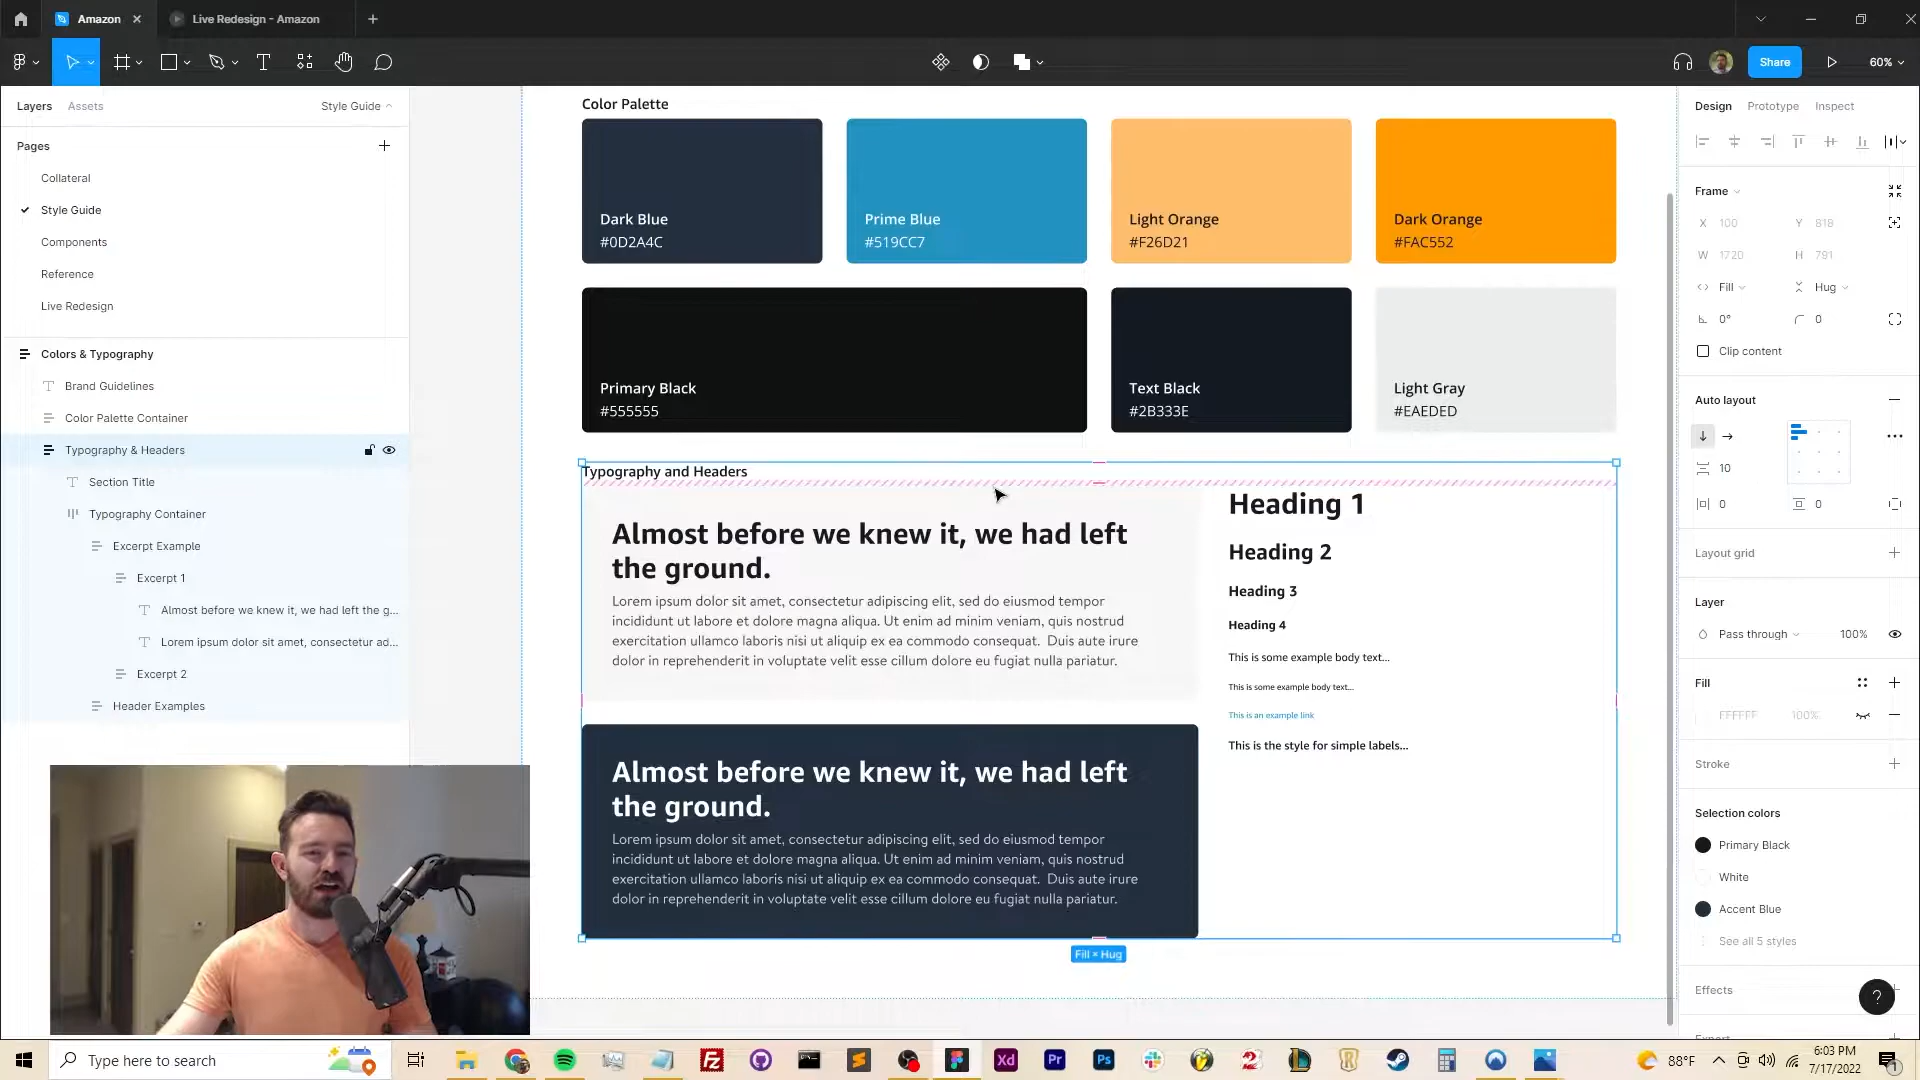 Amazon
Live Redesign - Amazon
Share
60%
Layers
Assets
Style Guide
Pages
Collateral
Style Guide
Components
Reference
Live Redesign
Colors & Typography
Brand Guidelines
Color Palette Container
Typography & Headers
Section Title
Typography Container
Excerpt Example
Excerpt 1
Almost before we knew it, we had left the g...
Lorem ipsum dolor sit amet, consectetur ad...
Excerpt 2
Header Examples
Color Palette
Dark Blue
#0D2A4C
Prime Blue
#519CC7
Light Orange
#F26D21
Dark Orange
#FAC552
Primary Black
#555555
Text Black
#2B333E
Light Gray
#EAEDED
Typography and Headers
Almost before we knew it, we had left
the ground.
Lorem ipsum dolor sit amet, consectetur adipiscing elit, sed do eiusmod tempor
incididunt ut labore et dolore magna aliqua. Ut enim ad minim veniam, quis nostrud
exercitation ullamco laboris nisi ut aliquip ex ea commodo consequat.  Duis aute irure
dolor in reprehenderit in voluptate velit esse cillum dolore eu fugiat nulla pariatur.
Almost before we knew it, we had left
the ground.
Lorem ipsum dolor sit amet, consectetur adipiscing elit, sed do eiusmod tempor
incididunt ut labore et dolore magna aliqua. Ut enim ad minim veniam, quis nostrud
exercitation ullamco laboris nisi ut aliquip ex ea commodo consequat.  Duis aute irure
dolor in reprehenderit in voluptate velit esse cillum dolore eu fugiat nulla pariatur.
Heading 1
Heading 2
Heading 3
Heading 4
This is some example body text...
This is some example body text...
This is an example link
This is the style for simple labels...
Fill × Hug
Design
Prototype
Inspect
Frame
X 100
Y 818
W 1720
H 791
Fill
Hug
0°
0
Clip content
Auto layout
10
0
0
Layout grid
Layer
Pass through
100%
Fill
FFFFFF
100%
Stroke
Selection colors
Primary Black
White
Accent Blue
See all 5 styles
Effects
?
Type here to search
Xd
Pr
Ps
88°F
6:03 PM
7/17/2022
1